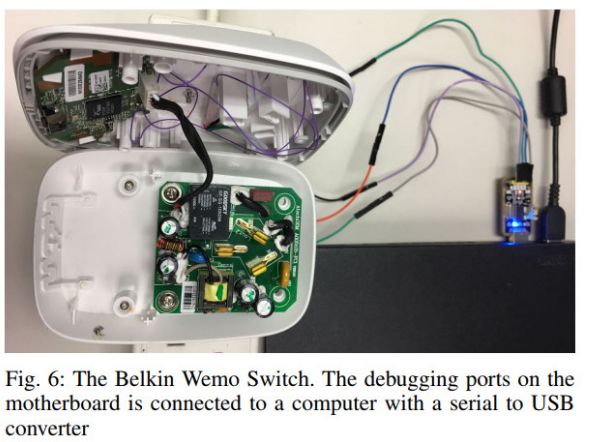 Fig. 6: The Belkin Wemo Switch. The debugging ports on the
motherboard is connected to a computer with a serial to USB
converter